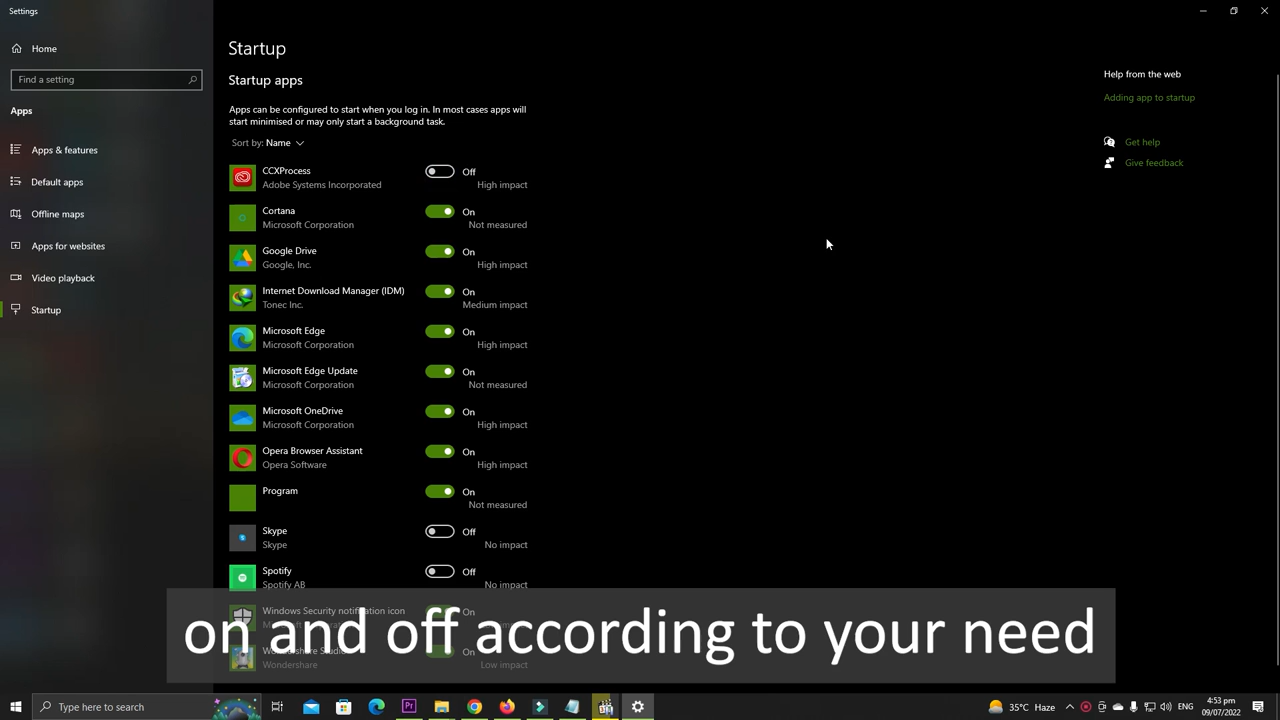 Settings
Home
Find a setting
Apps
Apps & features
Default apps
Offline maps
Apps for websites
Video playback
Startup
Startup
Startup apps
Apps can be configured to start when you log in. In most cases apps will
start minimised or may only start a background task.
Sort by: Name
CCXProcess
Off
Adobe Systems Incorporated
High impact
Cortana
On
Microsoft Corporation
Not measured
Google Drive
On
Google, Inc.
High impact
Internet Download Manager (IDM)
On
Tonec Inc.
Medium impact
Microsoft Edge
On
Microsoft Corporation
High impact
Microsoft Edge Update
On
Microsoft Corporation
Not measured
Microsoft OneDrive
On
Microsoft Corporation
High impact
Opera Browser Assistant
On
Opera Software
High impact
Program
On
Not measured
Skype
Off
Skype
No impact
Spotify
Off
Spotify AB
No impact
Windows Security notification icon
On
On
Wondershare
Low impact
on and off according to your need
Help from the web
Adding app to startup
Get help
Give feedback
Type here to search
35°C Haze
ENG
4:53 pm
09/07/2022